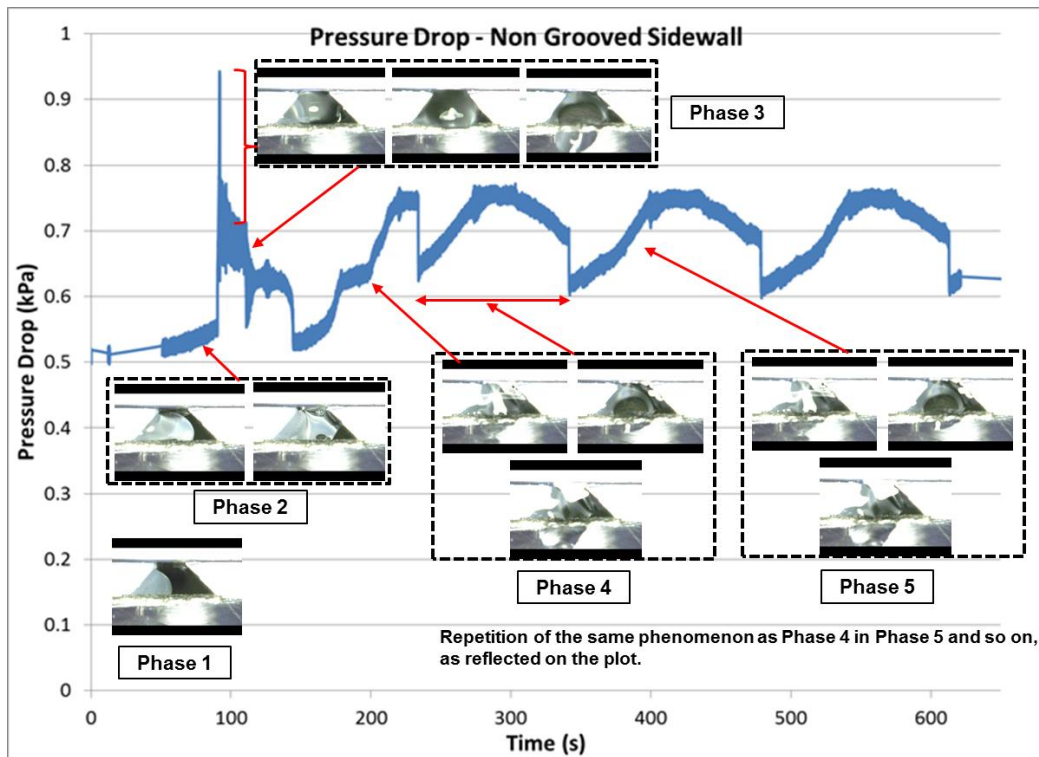 Pressure Drop - Non Grooved Sidewall
Pressure Drop (kPa)
1
0.9
0.8
0.7
0.6
0.5
0.4
0.3
0.2
0.1
0
Phase 3
Phase 2
Phase 1
Phase 4
Phase 5
Repetition of the same phenomenon as Phase 4 in Phase 5 and so on,
as reflected on the plot.
0 100 200 300 400 500 600
Time (s)